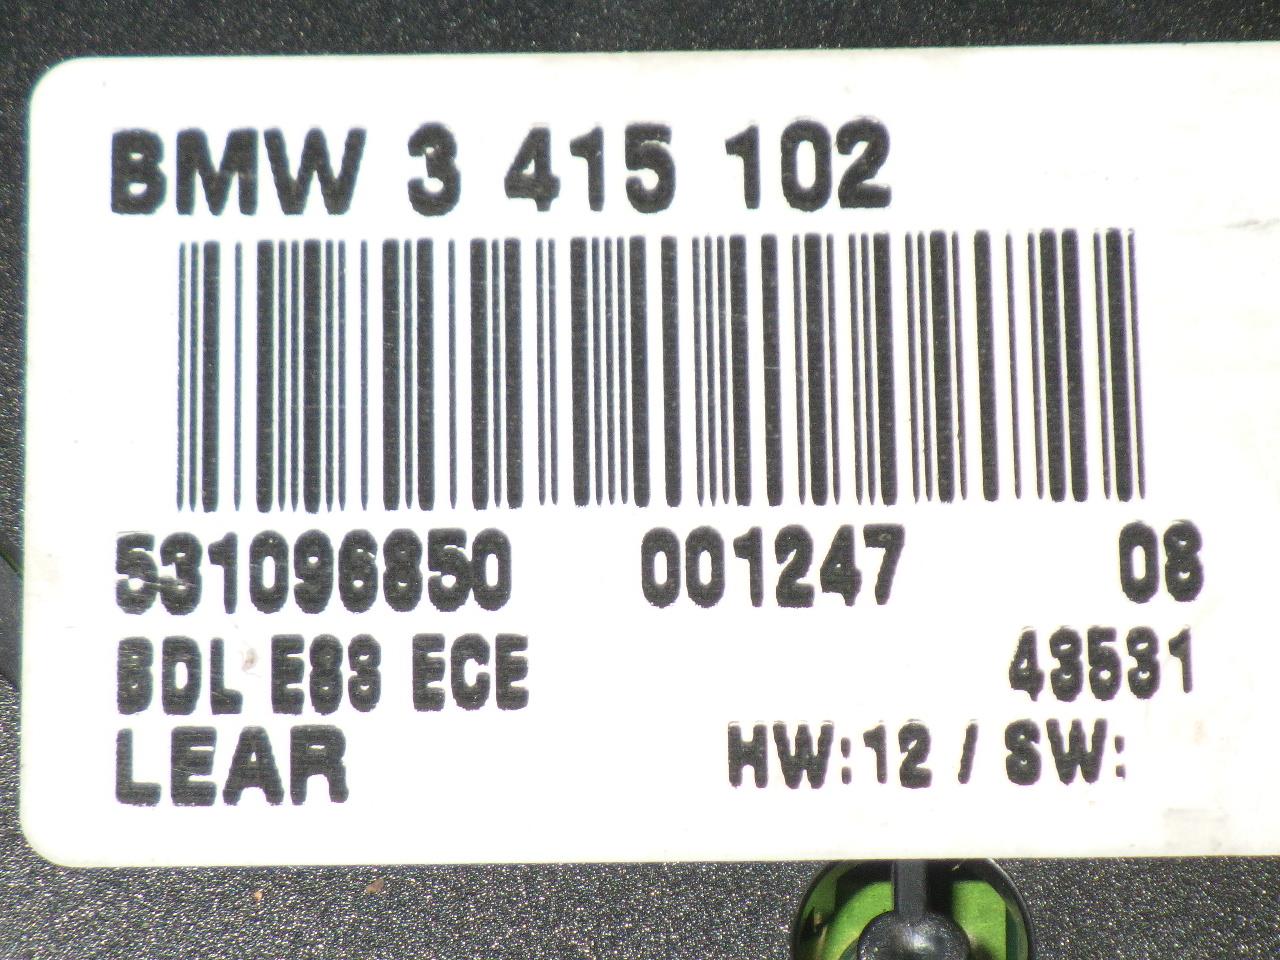 BMW 3 415 102
531096850 001247 08
BDL E83 ECE 43531
LEAR HW:12 / SW: